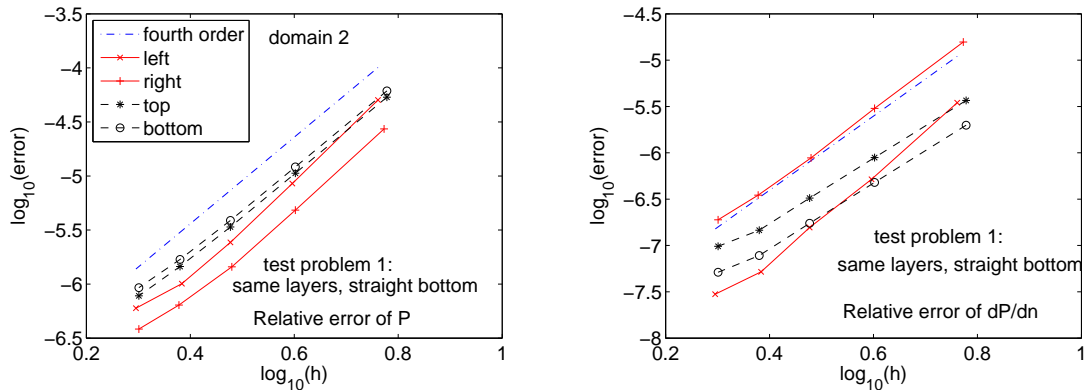 −3.5
−4
−4.5
−5
−5.5
−6
−6.5
log10(error)
fourth order
left
right
top
bottom
domain 2
test problem 1:
same layers, straight bottom
Relative error of P
0.2 0.4 0.6 0.8 1
log10(h)
−4.5
−5
−5.5
−6
−6.5
−7
−7.5
−8
log10(error)
test problem 1:
same layers, straight bottom
Relative error of dP/dn
0.2 0.4 0.6 0.8 1
log10(h)